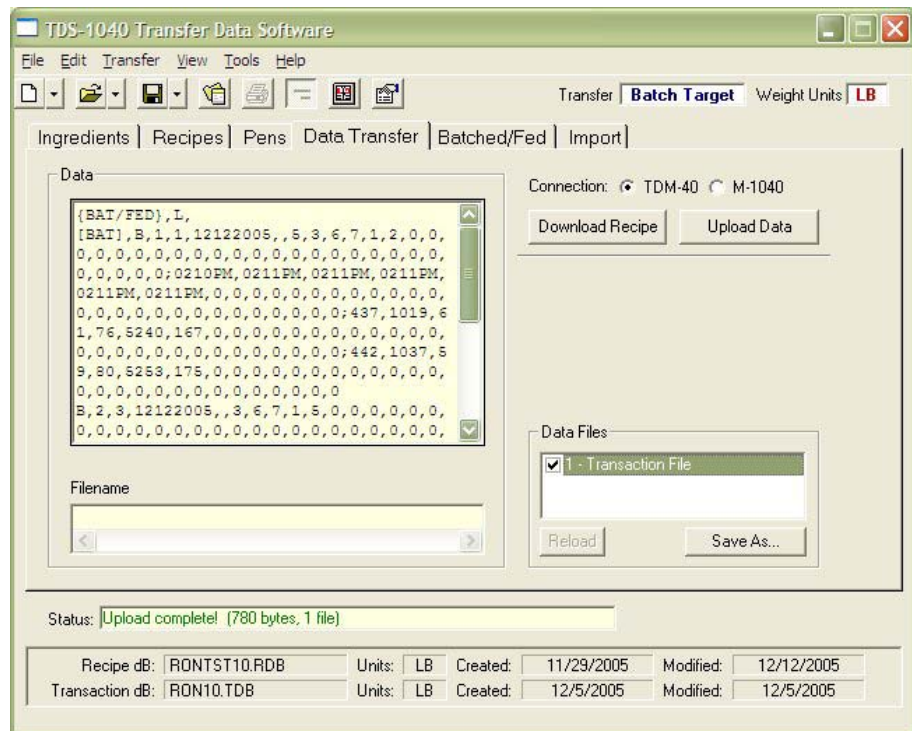 TDS-1040 Transfer Data Software
File Edit Transfer View Tools Help
Transfer Batch Target Weight Units LB
Ingredients Recipes Pens Data Transfer Batched/Fed Import
Data
{BAT/FED},L,
[BAT],B,1,1,12122005,,5,3,6,7,1,2,0,0,
0,0,0,0,0,0,0,0,0,0,0,0,0,0,0,0,0,0,0,
0,0,0,0,0;0210PM,0211PM,0211PM,0211PM,
0211PM,0211PM,0,0,0,0,0,0,0,0,0,0,0,0,
0,0,0,0,0,0,0,0,0,0,0,0,0,0;437,1019,6
1,76,5240,167,0,0,0,0,0,0,0,0,0,0,0,0,
0,0,0,0,0,0,0,0,0,0,0,0,0,0;442,1037,5
9,80,5253,175,0,0,0,0,0,0,0,0,0,0,0,0,
0,0,0,0,0,0,0,0,0,0,0,0,0,0
B,2,3,12122005,,3,6,7,1,5,0,0,0,0,0,0,
0,0,0,0,0,0,0,0,0,0,0,0,0,0,0,0,0,0,0,
Filename
Connection: TDM-40 M-1040
Download Recipe Upload Data
Data Files
1 - Transaction File
Reload Save As...
Status: Upload complete! (780 bytes, 1 file)
Recipe dB: RONTST10.RDB Units: LB Created: 11/29/2005 Modified: 12/12/2005
Transaction dB: RON10.TDB Units: LB Created: 12/5/2005 Modified: 12/5/2005